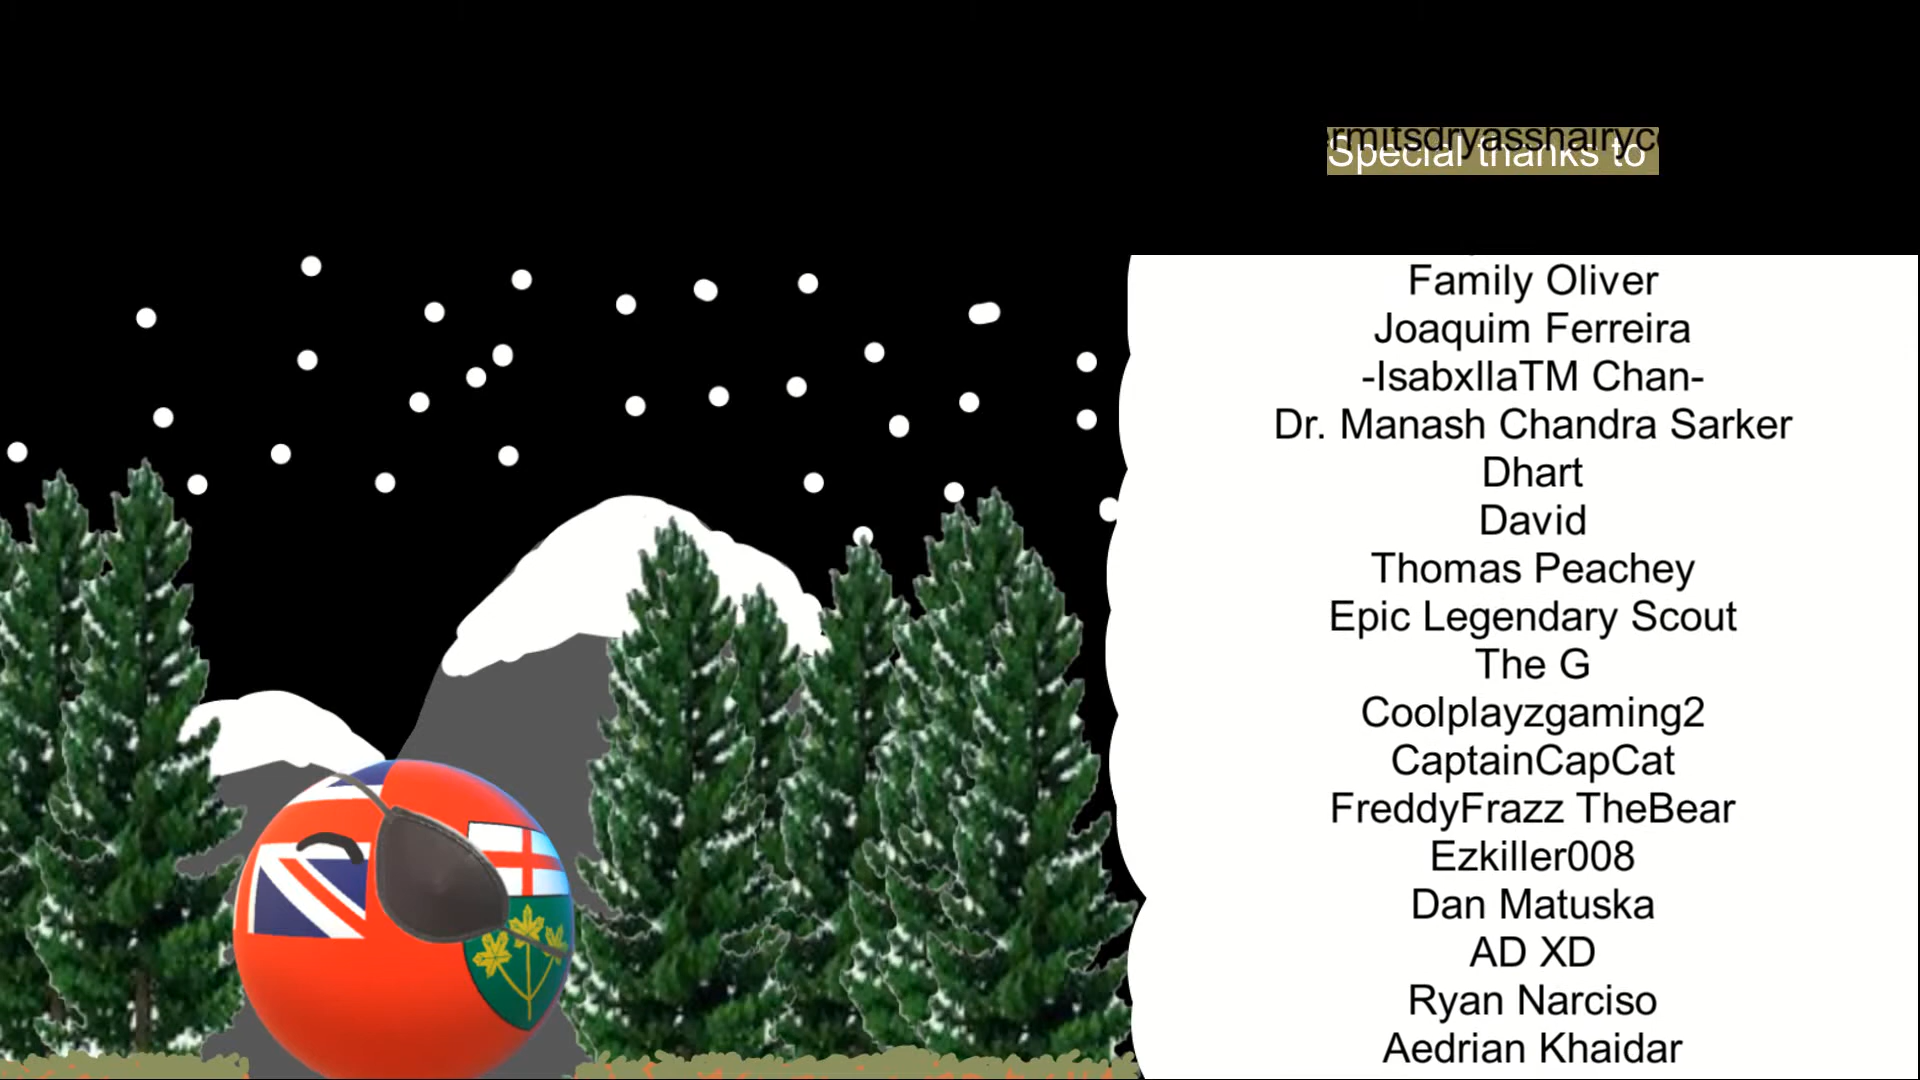 ermitsdryasshairyc
Special thanks to
Family Oliver
Joaquim Ferreira
-IsabxllaTM Chan-
Dr. Manash Chandra Sarker
Dhart
David
Thomas Peachey
Epic Legendary Scout
The G
Coolplayzgaming2
CaptainCapCat
FreddyFrazz TheBear
Ezkiller008
Dan Matuska
AD XD
Ryan Narciso
Aedrian Khaidar